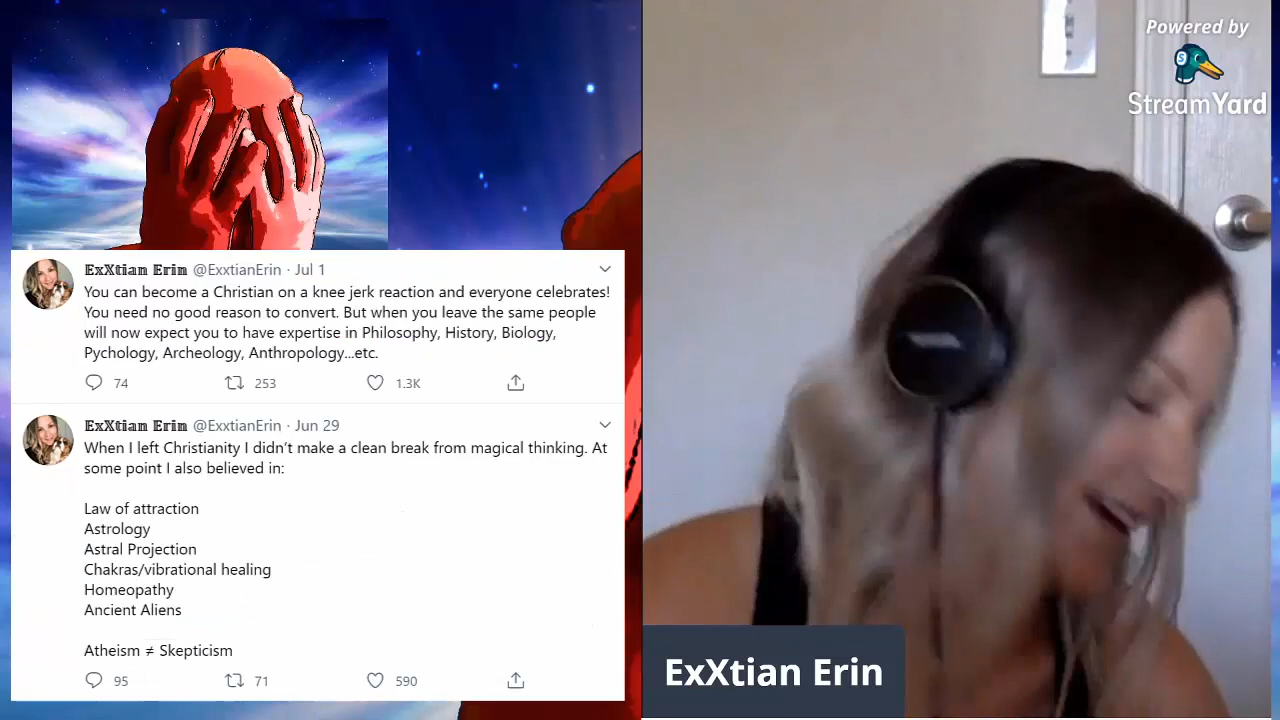 ExXtian Erin @ExxtianErin · Jul 1
You can become a Christian on a knee jerk reaction and everyone celebrates!
You need no good reason to convert. But when you leave the same people
will now expect you to have expertise in Philosophy, History, Biology,
Pychology, Archeology, Anthropology...etc.
74 253 1.3K
ExXtian Erin @ExxtianErin · Jun 29
When I left Christianity I didn't make a clean break from magical thinking. At
some point I also believed in:
Law of attraction
Astrology
Astral Projection
Chakras/vibrational healing
Homeopathy
Ancient Aliens
Atheism ≠ Skepticism
95 71 590
Powered by
StreamYard
ExXtian Erin